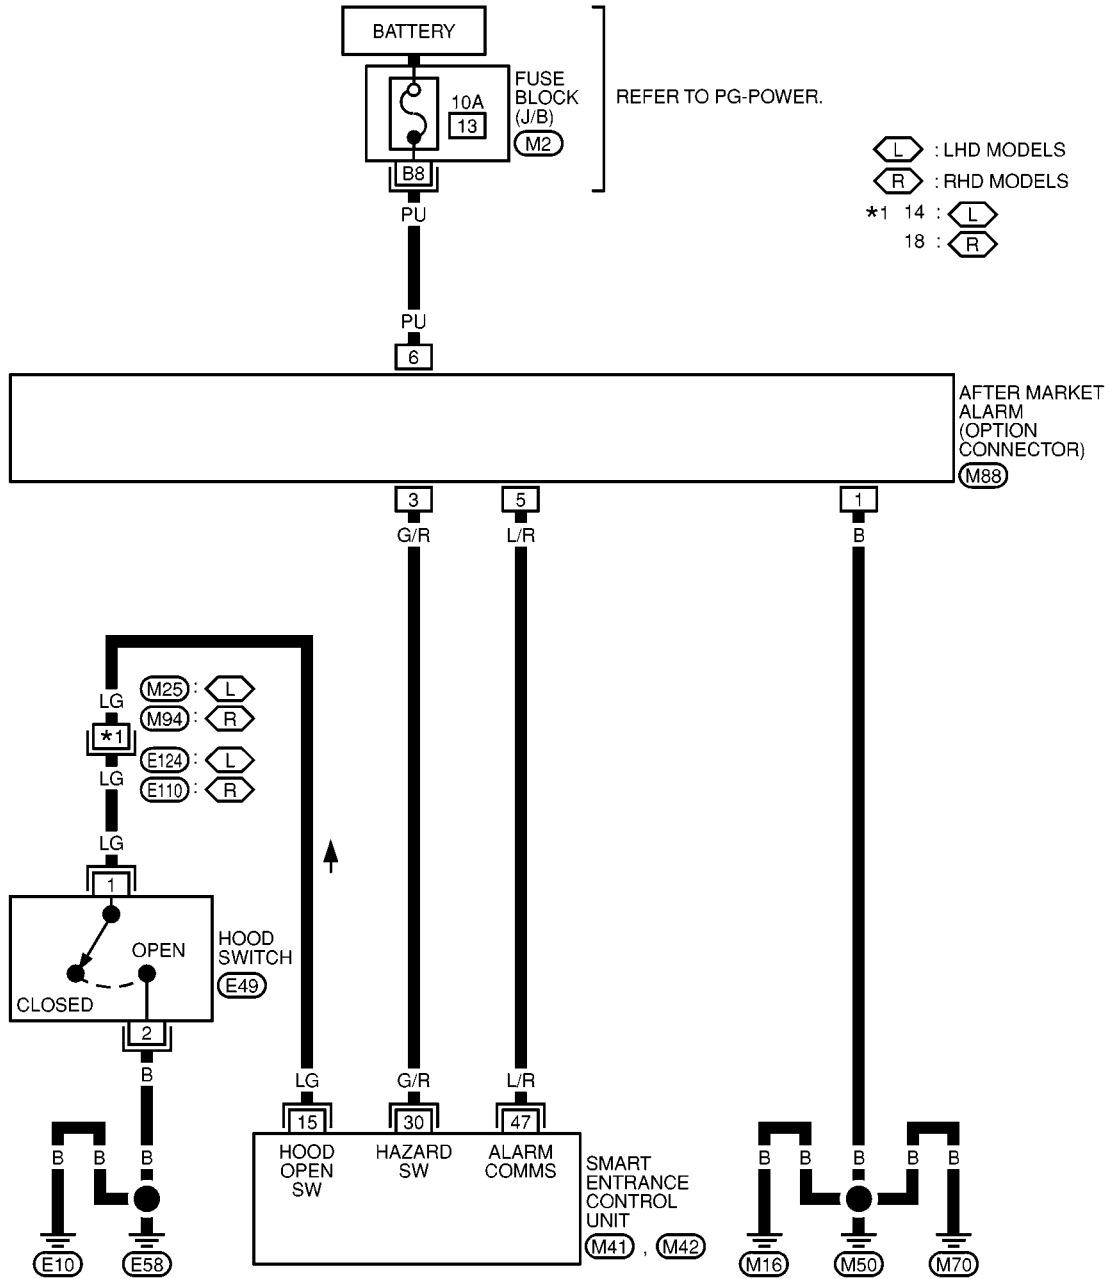 BATTERY
FUSE
BLOCK
(J/B)
M2
10A
13
REFER TO PG-POWER.
B8
PU
L : LHD MODELS
R : RHD MODELS
*1 14 : L
18 : R
PU
6
AFTER MARKET
ALARM
(OPTION
CONNECTOR)
M88
3 5 1
G/R L/R B
LG
M25 : L
M94 : R
*1
E124 : L
E110 : R
LG
LG
1
OPEN
CLOSED
HOOD
SWITCH
E49
2
B
LG G/R L/R
15 30 47
HOOD
OPEN
SW
HAZARD
SW
ALARM
COMMS
SMART
ENTRANCE
CONTROL
UNIT
M41 , M42
B B B
E10 E58
B B B B B
M16 M50 M70